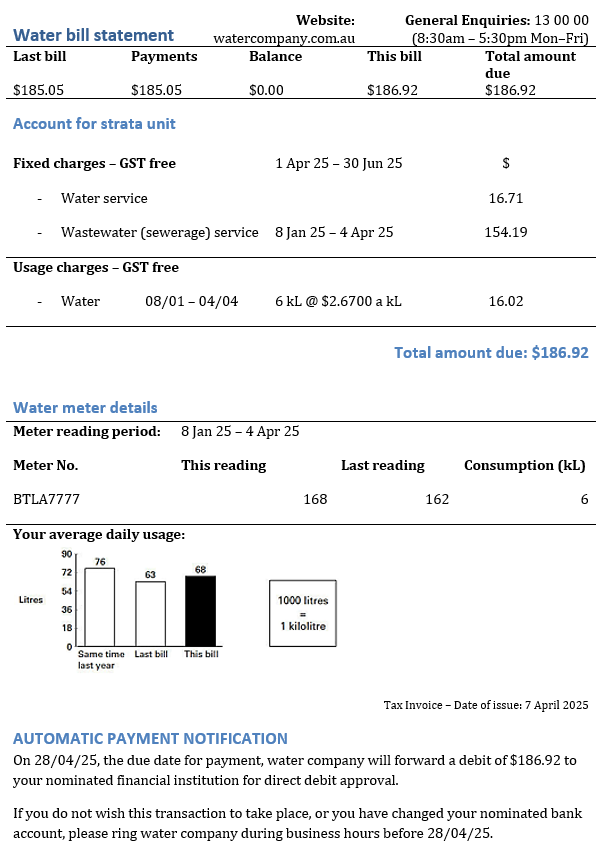 Water bill statement
Website:
watercompany.com.au
General Enquiries: 13 00 00
(8:30am – 5:30pm Mon–Fri)
Last bill Payments Balance This bill Total amount due
$185.05 $185.05 $0.00 $186.92 $186.92
Account for strata unit
Fixed charges – GST free 1 Apr 25 – 30 Jun 25 $
- Water service 16.71
- Wastewater (sewerage) service 8 Jan 25 – 4 Apr 25 154.19
Usage charges – GST free
- Water 08/01 – 04/04 6 kL @ $2.6700 a kL 16.02
Total amount due: $186.92
Water meter details
Meter reading period: 8 Jan 25 – 4 Apr 25
Meter No. This reading Last reading Consumption (kL)
BTLA7777 168 162 6
Your average daily usage:
90
72
54
36
18
0
Litres
76
63
68
Same time last year
Last bill
This bill
1000 litres
=
1 kilolitre
Tax Invoice – Date of issue: 7 April 2025
AUTOMATIC PAYMENT NOTIFICATION
On 28/04/25, the due date for payment, water company will forward a debit of $186.92 to
your nominated financial institution for direct debit approval.
If you do not wish this transaction to take place, or you have changed your nominated bank
account, please ring water company during business hours before 28/04/25.